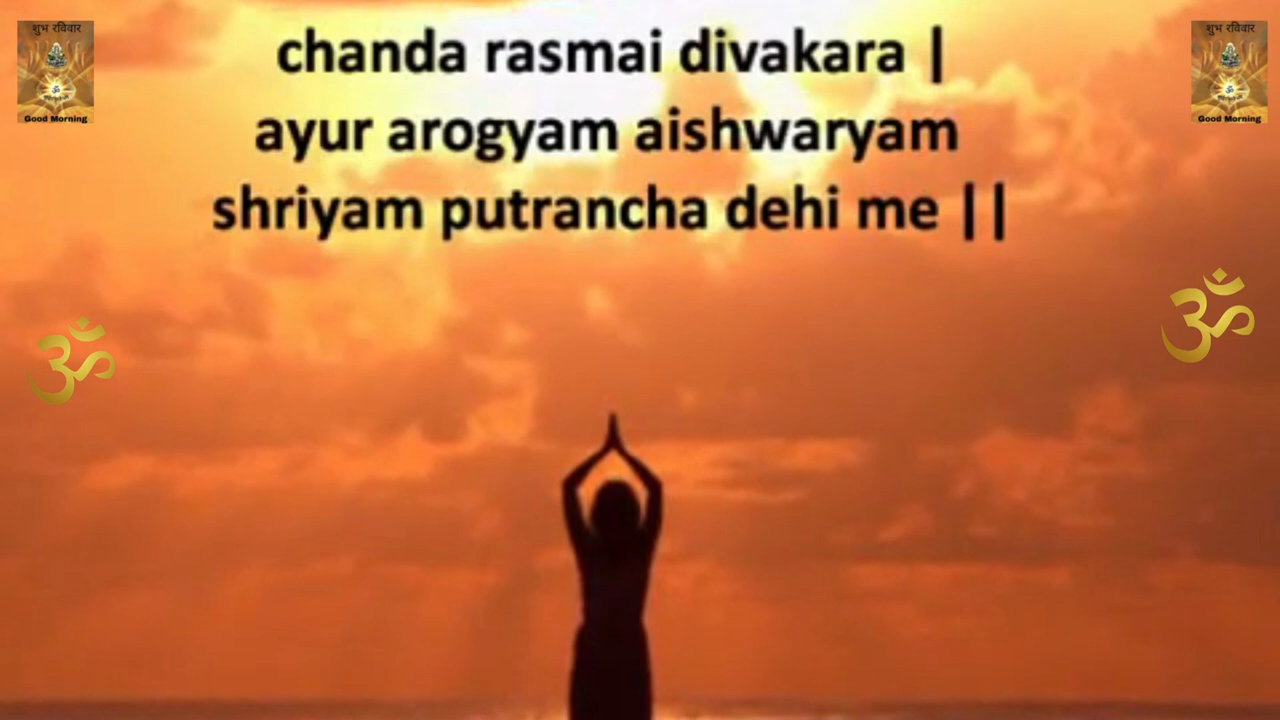 शुभ रविवार
Good Morning
शुभ रविवार
Good Morning
chanda rasmai divakara |
ayur arogyam aishwaryam
shriyam putrancha dehi me ||
ॐ
ॐ